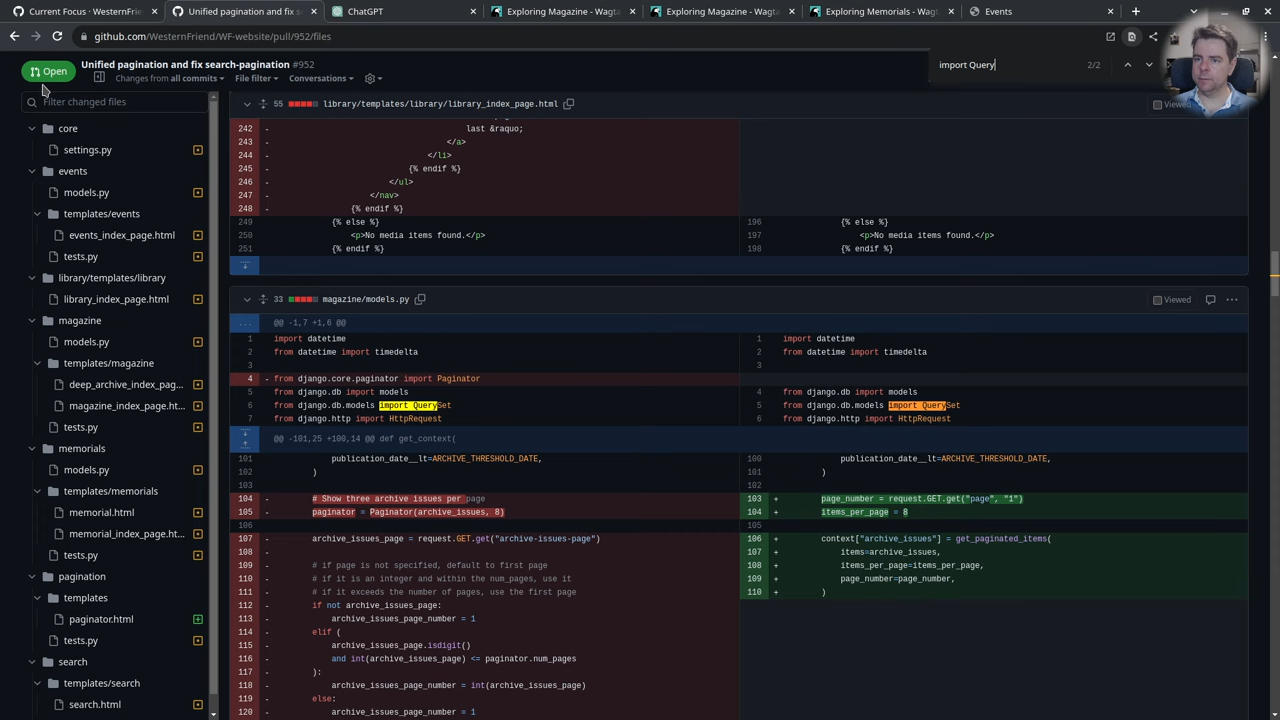 Current Focus · WesternFrien
Unified pagination and fix s
ChatGPT
Exploring Magazine - Wagta
Exploring Magazine - Wagta
Exploring Memorials - Wagta
Events
github.com/WesternFriend/WF-website/pull/952/files
Open
Unified pagination and fix search-pagination #952
Changes from all commits
File filter
Conversations
import Query
2/2
Filter changed files
core
settings.py
events
models.py
templates/events
events_index_page.html
tests.py
library/templates/library
library_index_page.html
magazine
models.py
templates/magazine
deep_archive_index_pag...
magazine_index_page.ht...
tests.py
memorials
models.py
templates/memorials
memorial.html
memorial_index_page.ht...
tests.py
pagination
templates
paginator.html
tests.py
search
templates/search
search.html
55 library/templates/library/library_index_page.html
Viewed
242 - last &raquo;
243 - </a>
244 - </li>
245 - {% endif %}
246 - </ul>
247 - </nav>
248 - {% endif %}
249 {% else %} 196 {% else %}
250 <p>No media items found.</p> 197 <p>No media items found.</p>
251 {% endif %} 198 {% endif %}
33 magazine/models.py
Viewed
... @@ -1,7 +1,6 @@
1 import datetime 1 import datetime
2 from datetime import timedelta 2 from datetime import timedelta
3 3
4 - from django.core.paginator import Paginator
5 from django.db import models 4 from django.db import models
6 from django.db.models import QuerySet 5 from django.db.models import QuerySet
7 from django.http import HttpRequest 6 from django.http import HttpRequest
@@ -101,25 +100,14 @@ def get_context(
101 publication_date__lt=ARCHIVE_THRESHOLD_DATE, 100 publication_date__lt=ARCHIVE_THRESHOLD_DATE,
102 ) 101 )
103 102
104 - # Show three archive issues per page 103 + page_number = request.GET.get("page", "1")
105 - paginator = Paginator(archive_issues, 8) 104 + items_per_page = 8
106 105
107 - archive_issues_page = request.GET.get("archive-issues-page") 106 + context["archive_issues"] = get_paginated_items(
108 - 107 + items=archive_issues,
109 - # if page is not specified, default to first page 108 + items_per_page=items_per_page,
110 - # if it is an integer and within the num_pages, use it 109 + page_number=page_number,
111 - # if it exceeds the number of pages, use the first page 110 + )
112 - if not archive_issues_page:
113 - archive_issues_page_number = 1
114 - elif (
115 - archive_issues_page.isdigit()
116 - and int(archive_issues_page) <= paginator.num_pages
117 - ):
118 - archive_issues_page_number = int(archive_issues_page)
119 - else:
120 - archive_issues_page_number = 1